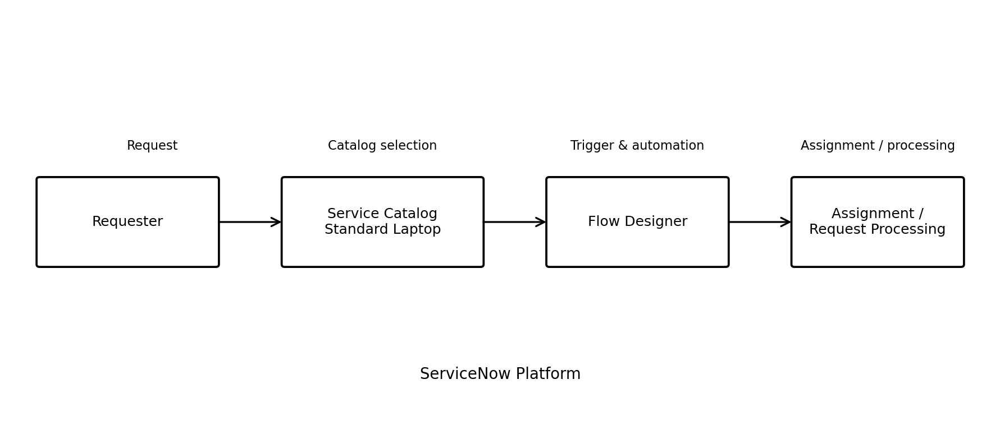 Request
Catalog selection
Trigger & automation
Assignment / processing
Requester
Service Catalog
Standard Laptop
Flow Designer
Assignment /
Request Processing
ServiceNow Platform